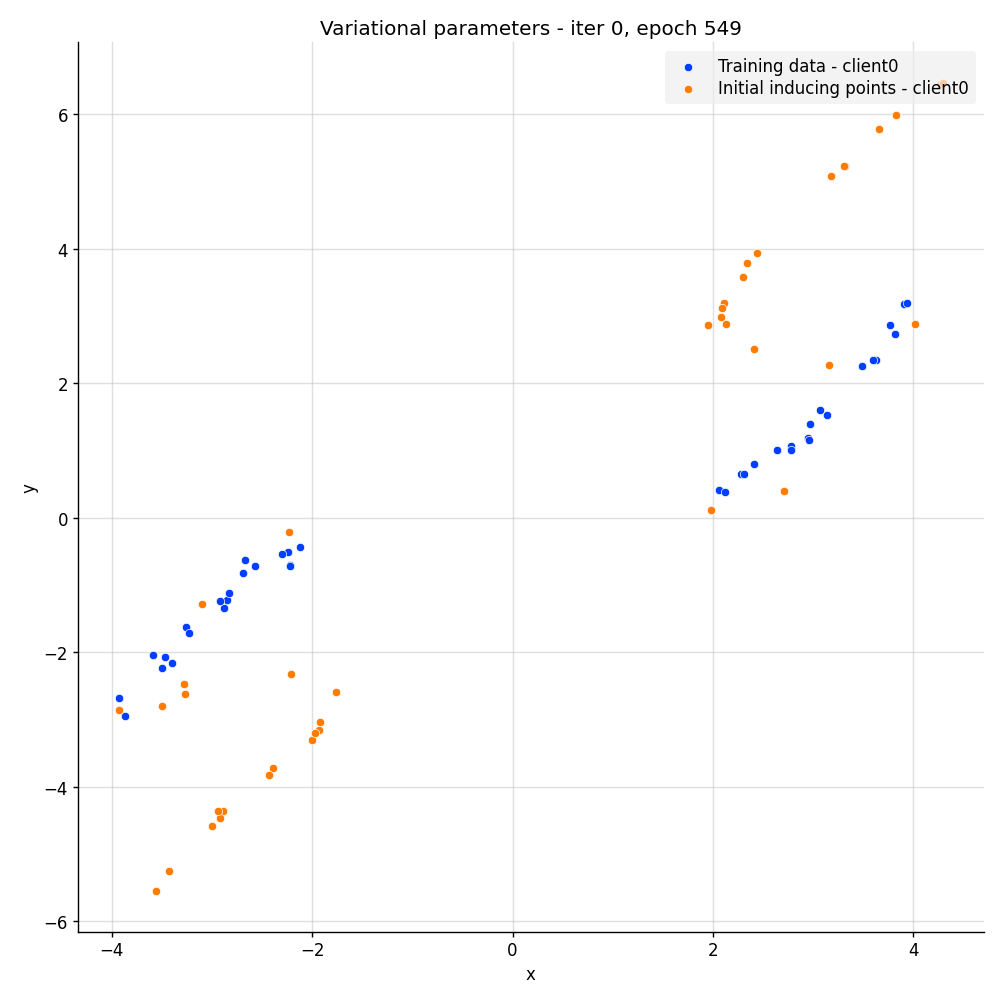 Variational parameters - iter 0, epoch 549
Training data - client0
Initial inducing points - client0
6
4
2
0
−2
−4
−6
y
−4
−2
0
2
4
x